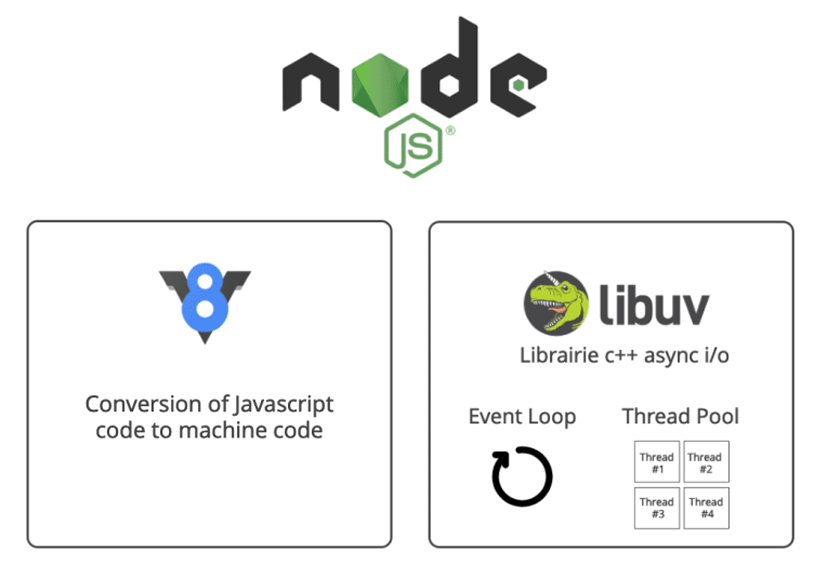 node
JS®
V8
Conversion of Javascript
code to machine code
libuv
Librairie c++ async i/o
Event Loop
Thread Pool
Thread
#1
Thread
#2
Thread
#3
Thread
#4